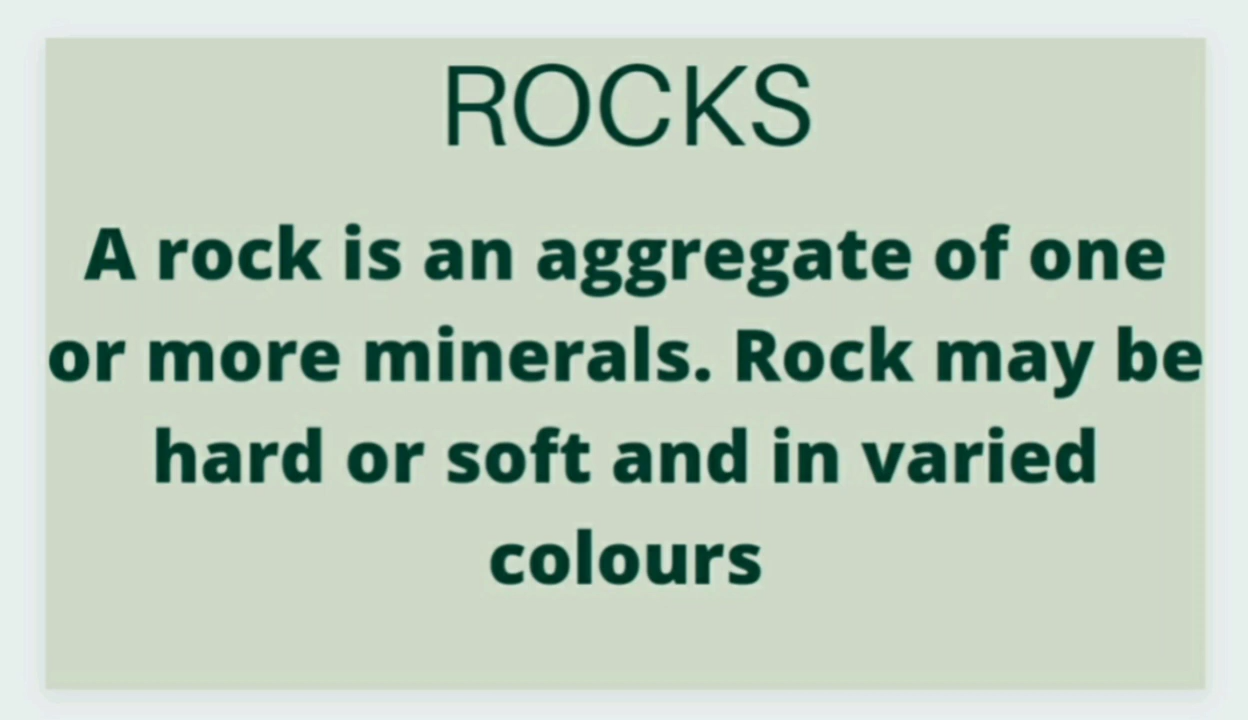 ROCKS
A rock is an aggregate of one
or more minerals. Rock may be
hard or soft and in varied
colours